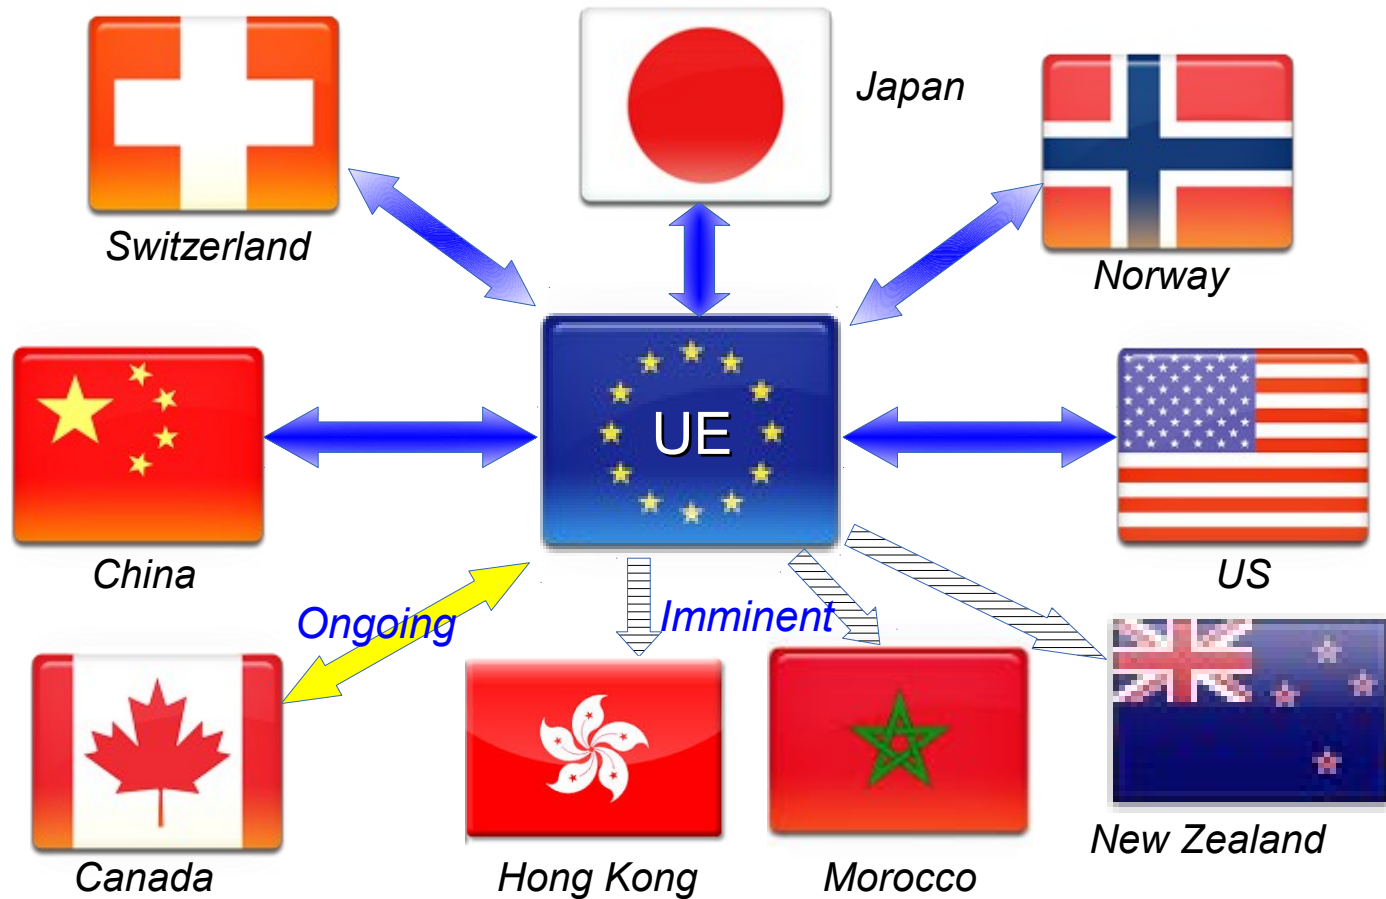 Japan
Switzerland
Norway
UE
China
US
Ongoing
Imminent
New Zealand
Canada
Hong Kong
Morocco